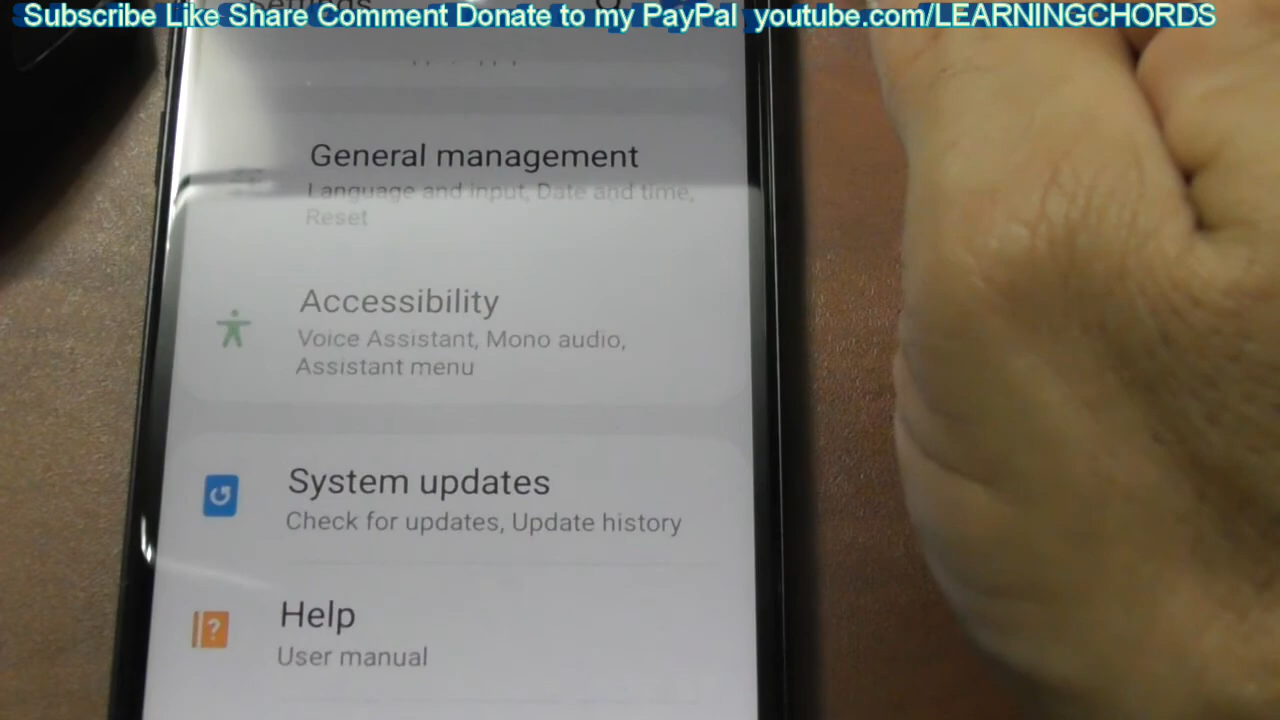 Subscribe Like Share Comment Donate to my PayPal youtube.com/LEARNINGCHORDS
Settings
General management
Language and input, Date and time,
Reset
Accessibility
Voice Assistant, Mono audio,
Assistant menu
System updates
Check for updates, Update history
Help
User manual